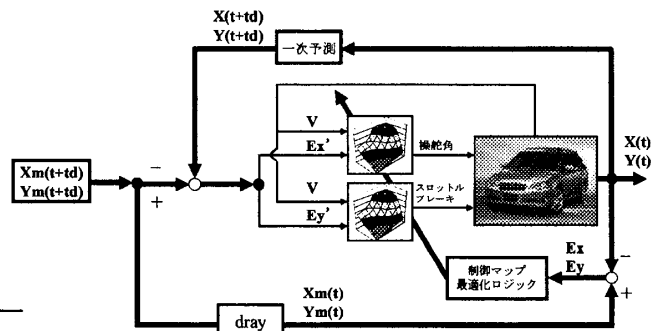 X(t+td)
Y(t+td)
一次予測
V
Ex'
操舵角
X(t)
Y(t)
Xm(t+td)
Ym(t+td)
−
+
V
Ey'
スロットル
ブレーキ
制御マップ
最適化ロジック
Ex
Ey
−
+
Xm(t)
Ym(t)
dray